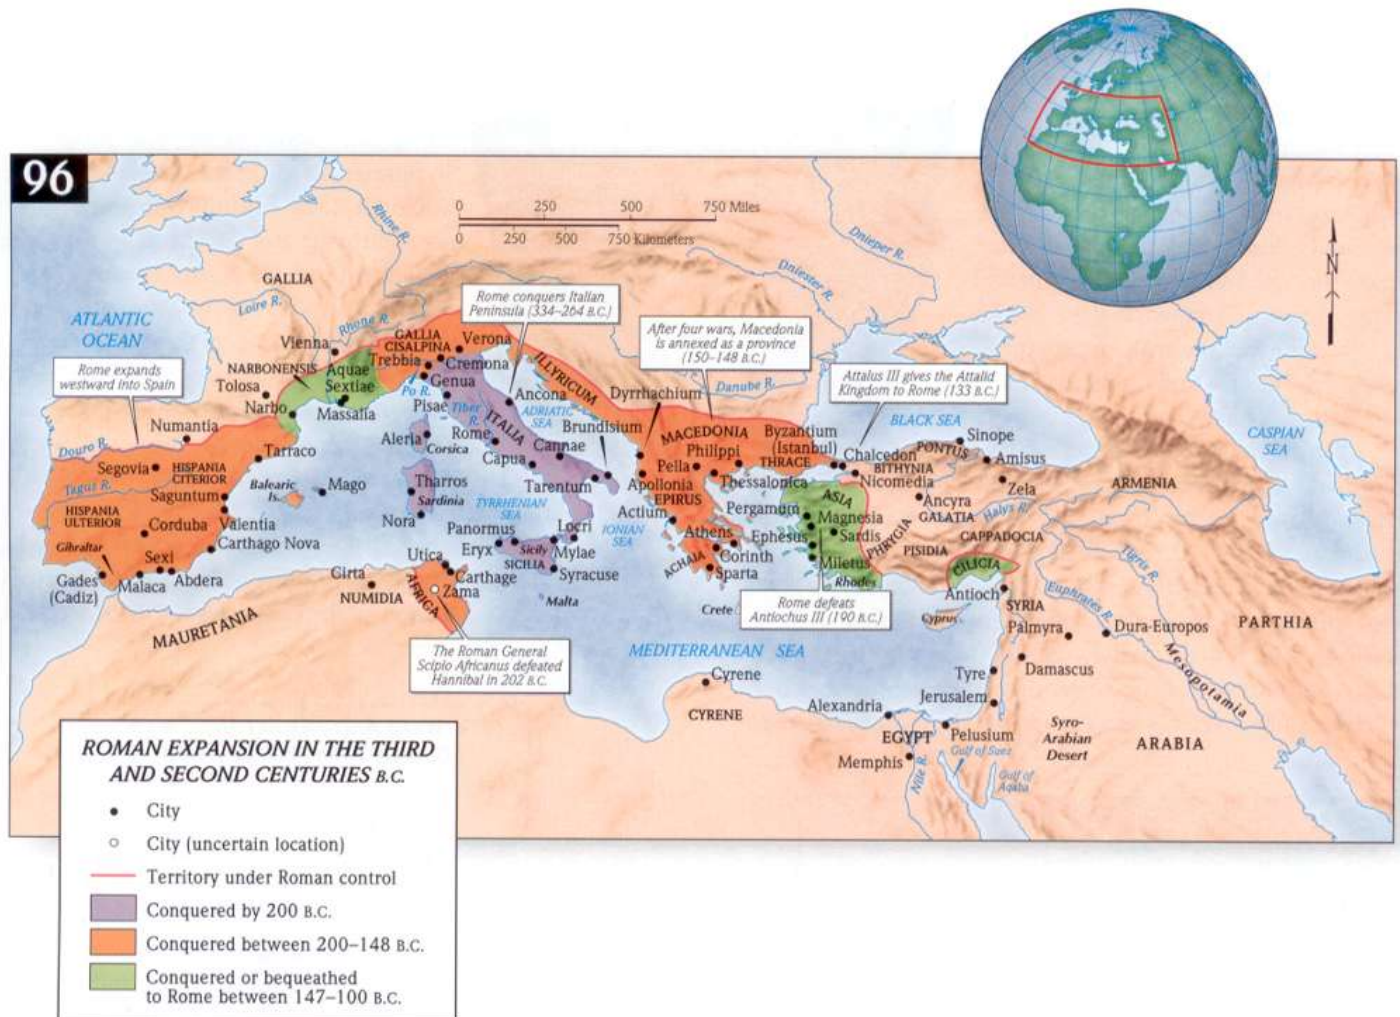 96
0 250 500 750 Miles
0 250 500 750 Kilometers
N
Rhine R.
Dnieper R.
Dniester R.
GALLIA
Loire R.
Rhone R.
ATLANTIC
OCEAN
Rome conquers Italian
Peninsula (334–264 B.C.)
After four wars, Macedonia
is annexed as a province
(150–148 B.C.)
Rome expands
westward into Spain
Attalus III gives the Attalid
Kingdom to Rome (133 B.C.)
Vienna
GALLIA
CISALPINA
Verona
Trebbia
Cremona
NARBONENSIS
Aquae
Sextiae
Genua
ILLYRICUM
Danube R.
Tolosa
Po R.
Narbo
Massalia
Pisae
Tiber
R.
Ancona
ADRIATIC
SEA
Dyrrhachium
BLACK SEA
CASPIAN
SEA
Numantia
Douro R.
Aleria
Corsica
Rome
ITALIA
Cannae
Brundisium
MACEDONIA
Byzantium
(Istanbul)
Chalcedon
PONTUS
Sinope
Amisus
Tarraco
Capua
Philippi
THRACE
BITHYNIA
Nicomedia
Segovia
HISPANIA
CITERIOR
Tagus R.
Balearic
Is.
Mago
Tharros
Sardinia
Tarentum
Pella
Thessalonica
Apollonia
EPIRUS
Zela
ARMENIA
Saguntum
HISPANIA
ULTERIOR
TYRRHENIAN
SEA
Actium
Pergamum
ASIA
Magnesia
Ancyra
GALATIA
Halys R.
Corduba
Valentia
Nora
Panormus
Locri
IONIAN
SEA
Athens
Ephesus
Sardis
PHRYGIA
CAPPADOCIA
Gibraltar
Carthago Nova
Eryx
Sicily
SICILIA
Mylae
Corinth
PISIDIA
Sexi
Utica
ACHAIA
Sparta
Miletus
CILICIA
Tigris R.
Gades
(Cadiz)
Malaca
Abdera
Cirta
Carthage
Syracuse
Rhodes
Antioch
Euphrates R.
NUMIDIA
AFRICA
Zama
Malta
Crete
Rome defeats
Antiochus III (190 B.C.)
Cyprus
SYRIA
Palmyra
Dura-Europos
PARTHIA
MAURETANIA
The Roman General
Scipio Africanus defeated
Hannibal in 202 B.C.
MEDITERRANEAN SEA
Mesopotamia
Cyrene
Tyre
Damascus
CYRENE
Alexandria
Jerusalem
Syro-
Arabian
Desert
ARABIA
EGYPT
Pelusium
Gulf of Suez
Memphis
Nile R.
Gulf of
Aqaba
ROMAN EXPANSION IN THE THIRD
AND SECOND CENTURIES B.C.
City
City (uncertain location)
Territory under Roman control
Conquered by 200 B.C.
Conquered between 200–148 B.C.
Conquered or bequeathed
to Rome between 147–100 B.C.